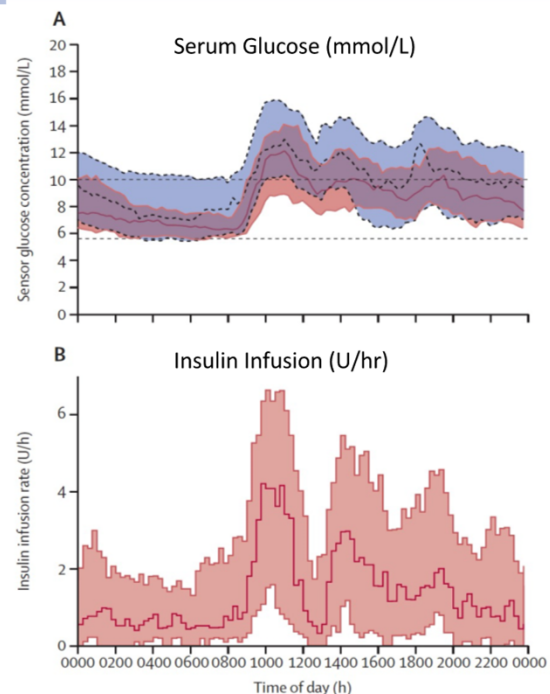 A
Serum Glucose (mmol/L)
Sensor glucose concentration (mmol/L)
20
18
16
14
12
10
8
6
4
2
0
B
Insulin Infusion (U/hr)
Insulin infusion rate (U/h)
6
4
2
0
0000 0200 0400 0600 0800 1000 1200 1400 1600 1800 2000 2200 0000
Time of day (h)